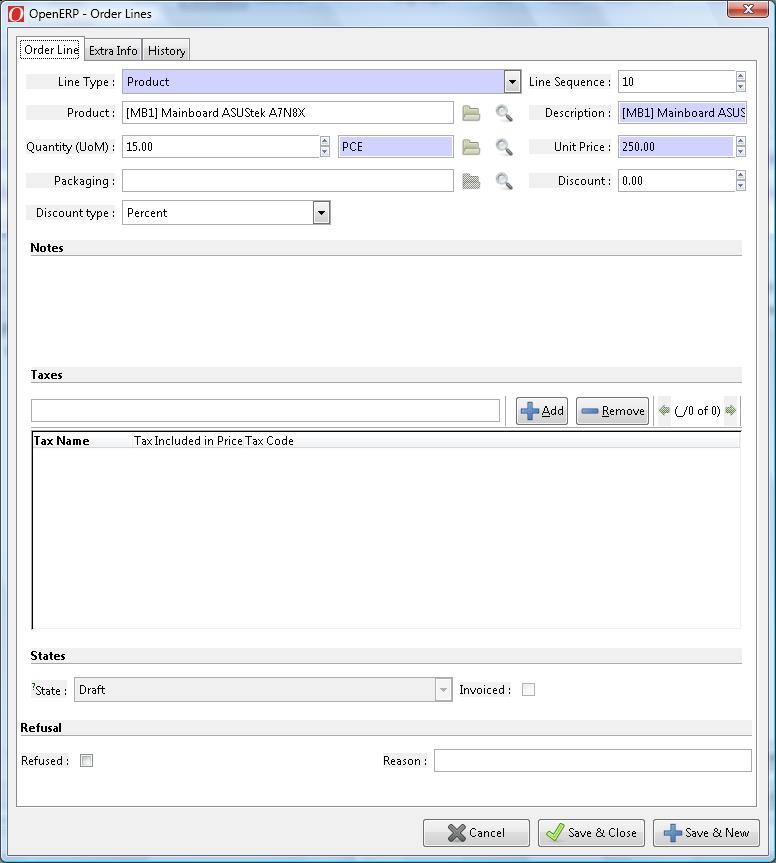 OpenERP - Order Lines
Order Line Extra Info History
Line Type : Product Line Sequence : 10
Product : [MB1] Mainboard ASUStek A7N8X Description : [MB1] Mainboard ASUS
Quantity (UoM) : 15.00 PCE Unit Price : 250.00
Packaging : Discount : 0.00
Discount type : Percent
Notes
Taxes
Add Remove (_/0 of 0)
Tax Name Tax Included in Price Tax Code
States
?State : Draft Invoiced :
Refusal
Refused : Reason :
Cancel Save & Close Save & New